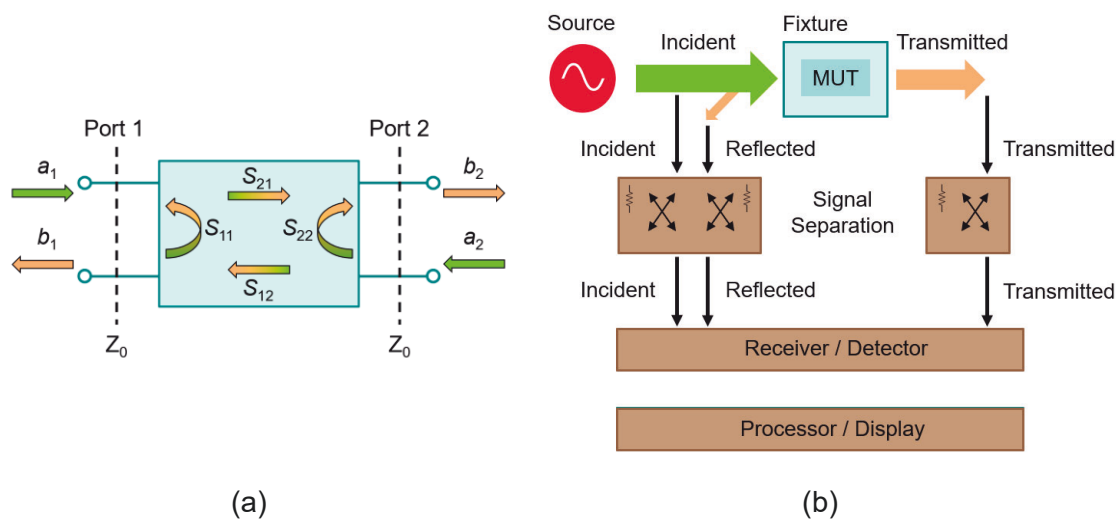 Port 1
Port 2
a1
b2
S21
S11
S22
b1
a2
S12
Z0
Z0
(a)
Source
Fixture
Incident
Transmitted
MUT
Incident
Reflected
Transmitted
Signal
Separation
Incident
Reflected
Transmitted
Receiver / Detector
Processor / Display
(b)